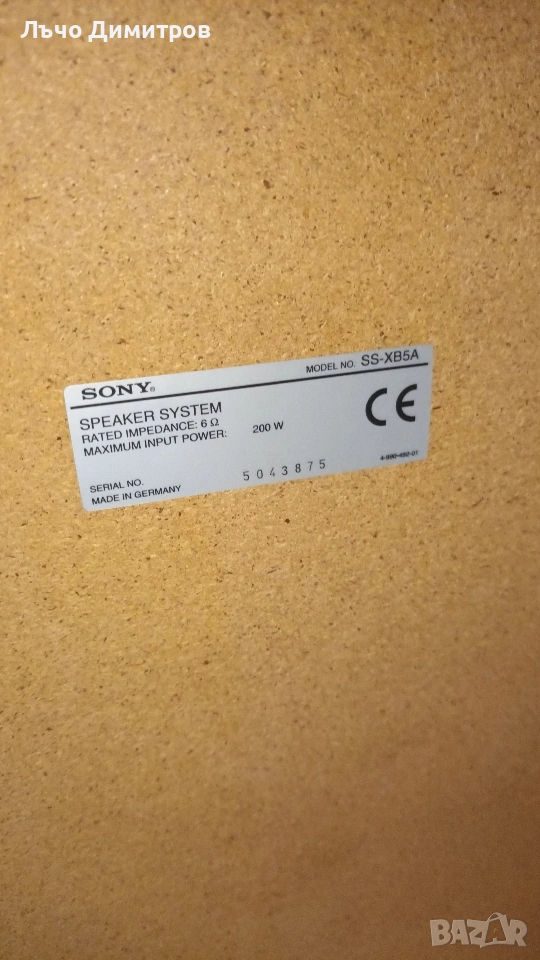 Лъчо Димитров
SONY®
MODEL NO. SS-XB5A
SPEAKER SYSTEM
RATED IMPEDANCE: 6 Ω
MAXIMUM INPUT POWER: 200 W
CE
4-990-492-01
SERIAL NO. 5043875
MADE IN GERMANY
BAZAR